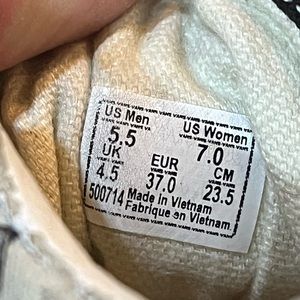 US Men US Women
5.5 7.0
UK EUR CM
4.5 37.0 23.5
500714 Made in Vietnam
Fabrique en Vietnam